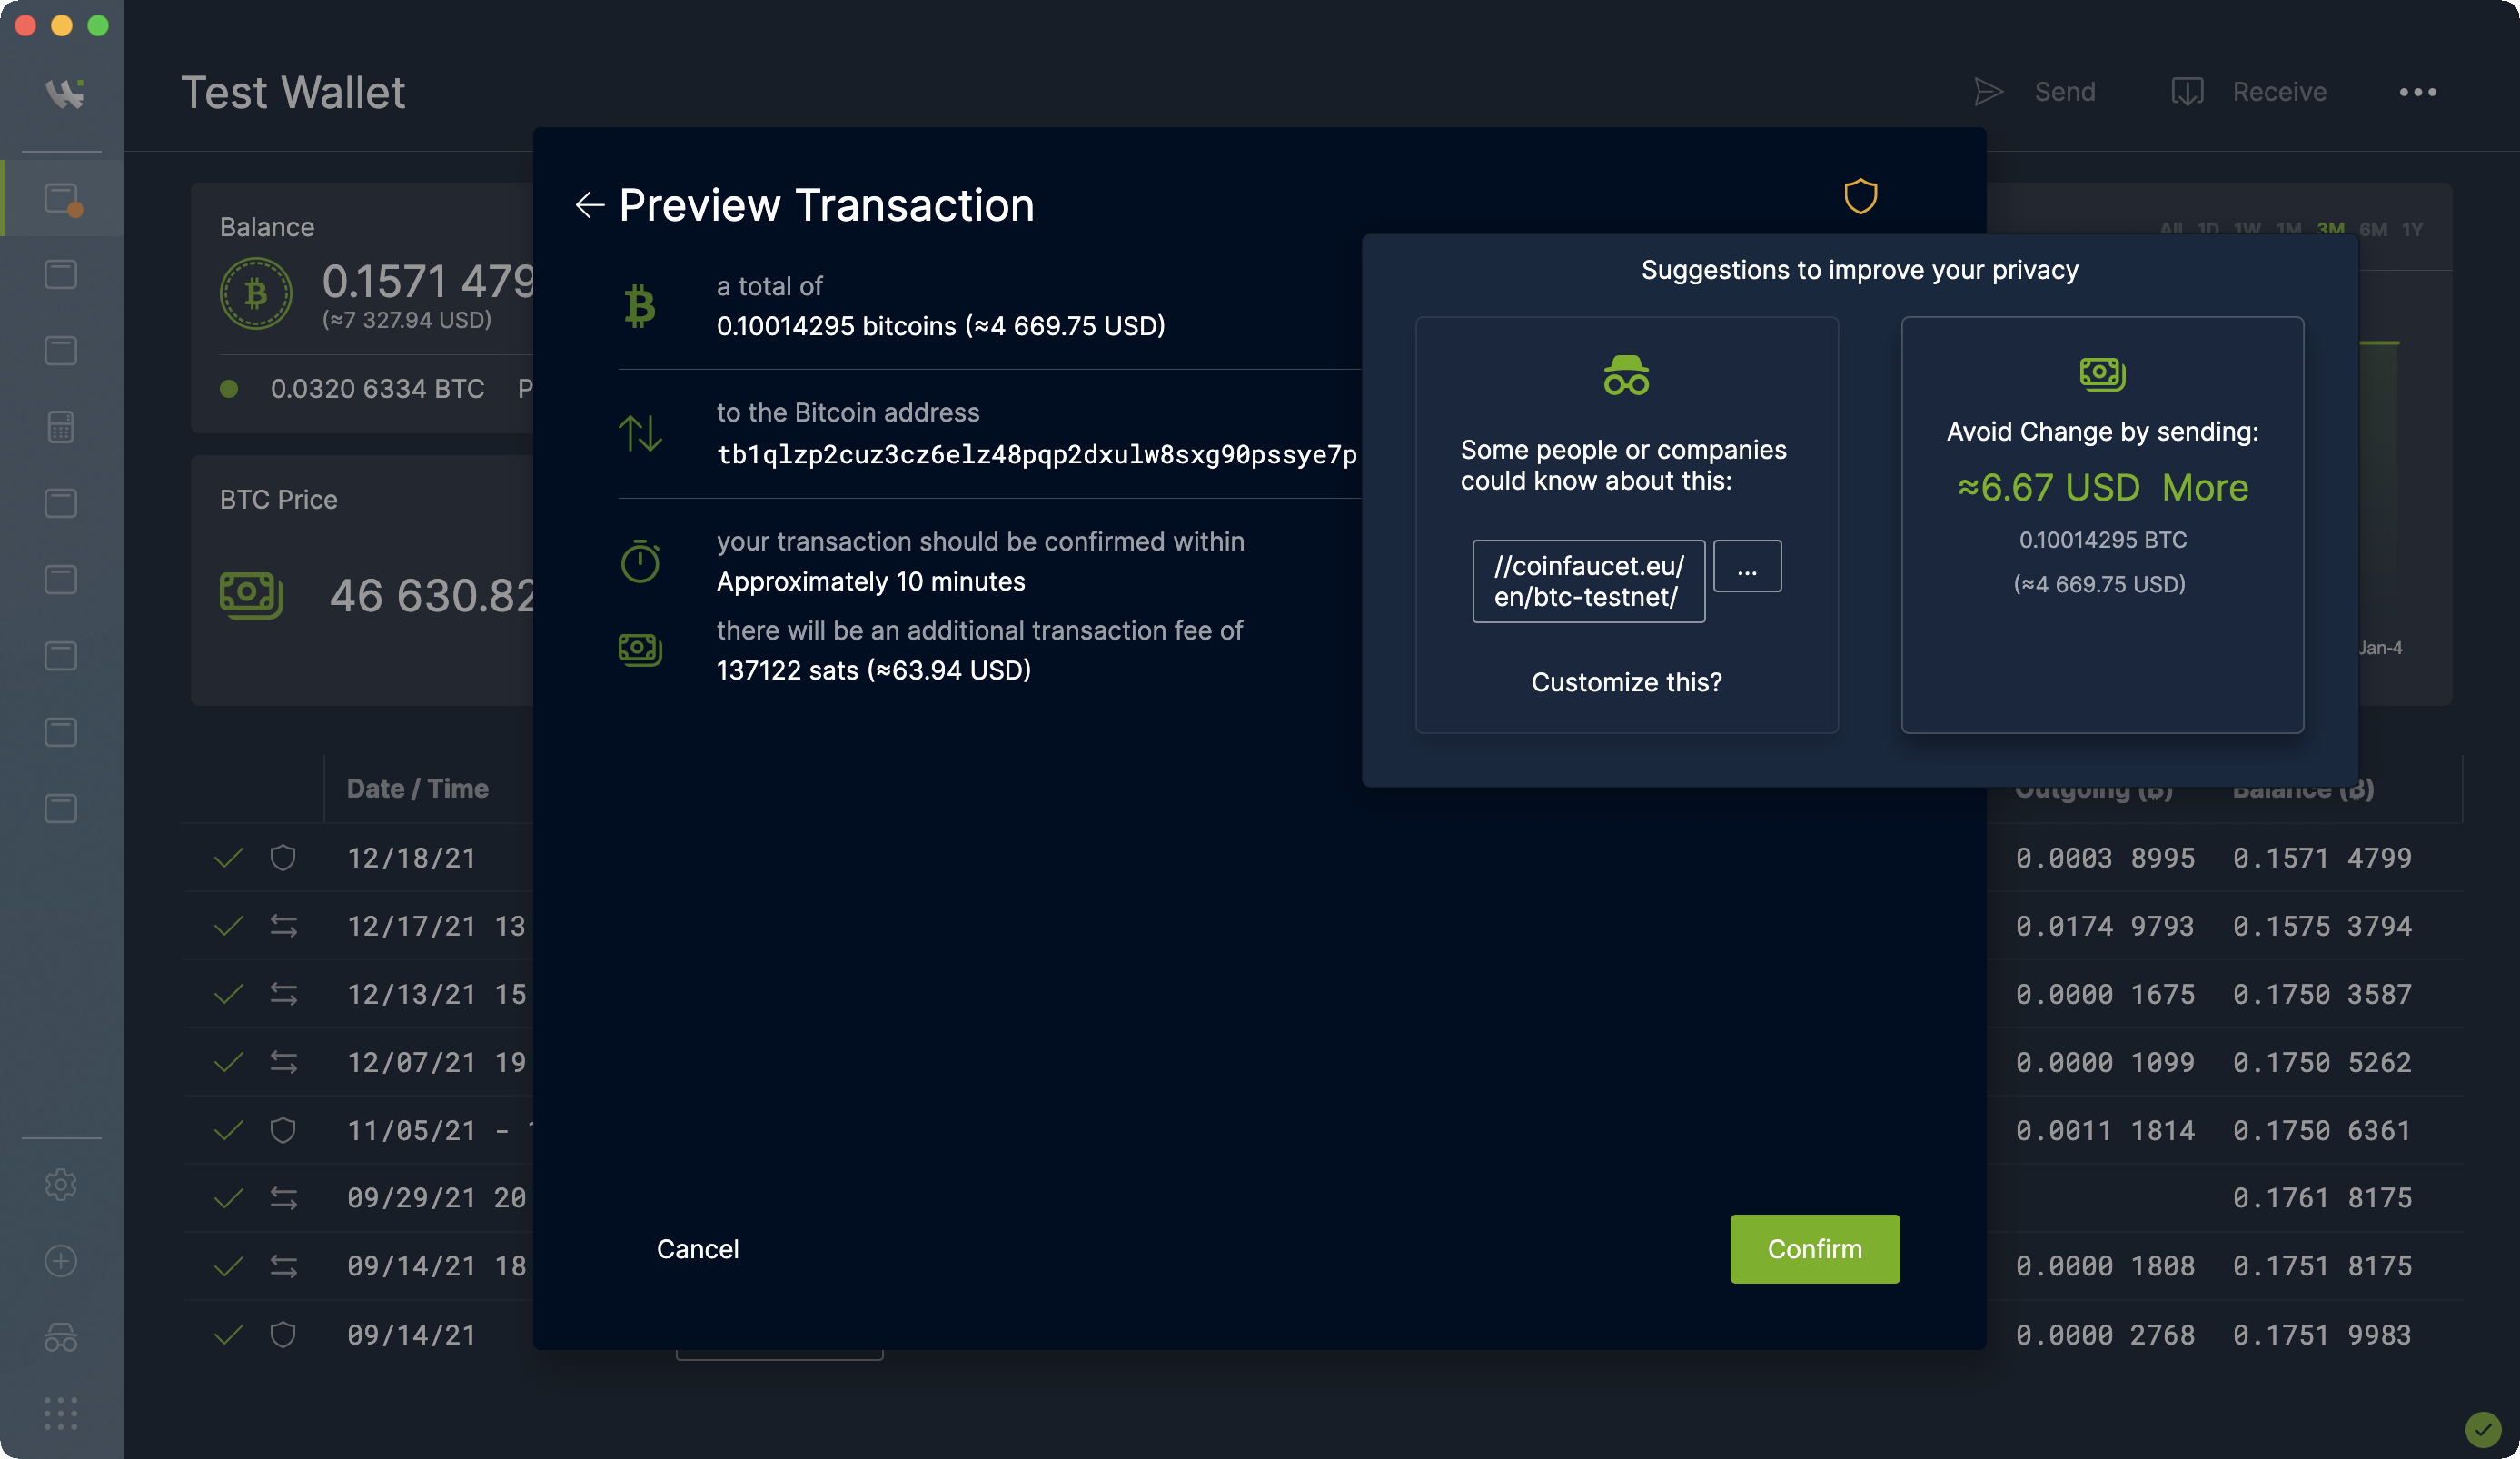 Test Wallet
Send
Receive
Balance
0.1571 479
(≈7 327.94 USD)
0.0320 6334 BTC P
BTC Price
46 630.82
Preview Transaction
a total of
0.10014295 bitcoins (≈4 669.75 USD)
to the Bitcoin address
tb1qlzp2cuz3cz6elz48pqp2dxulw8sxg90pssye7p
your transaction should be confirmed within
Approximately 10 minutes
there will be an additional transaction fee of
137122 sats (≈63.94 USD)
Cancel
Confirm
All 1D 1W 1M 3M 6M 1Y
Suggestions to improve your privacy
Some people or companies
could know about this:
//coinfaucet.eu/
en/btc-testnet/
...
Customize this?
Avoid Change by sending:
≈6.67 USD More
0.10014295 BTC
(≈4 669.75 USD)
Jan-4
Date / Time Outgoing (₿) Balance (₿)
12/18/21 0.0003 8995 0.1571 4799
12/17/21 13 0.0174 9793 0.1575 3794
12/13/21 15 0.0000 1675 0.1750 3587
12/07/21 19 0.0000 1099 0.1750 5262
11/05/21 - 0.0011 1814 0.1750 6361
09/29/21 20 0.1761 8175
09/14/21 18 0.0000 1808 0.1751 8175
09/14/21 0.0000 2768 0.1751 9983